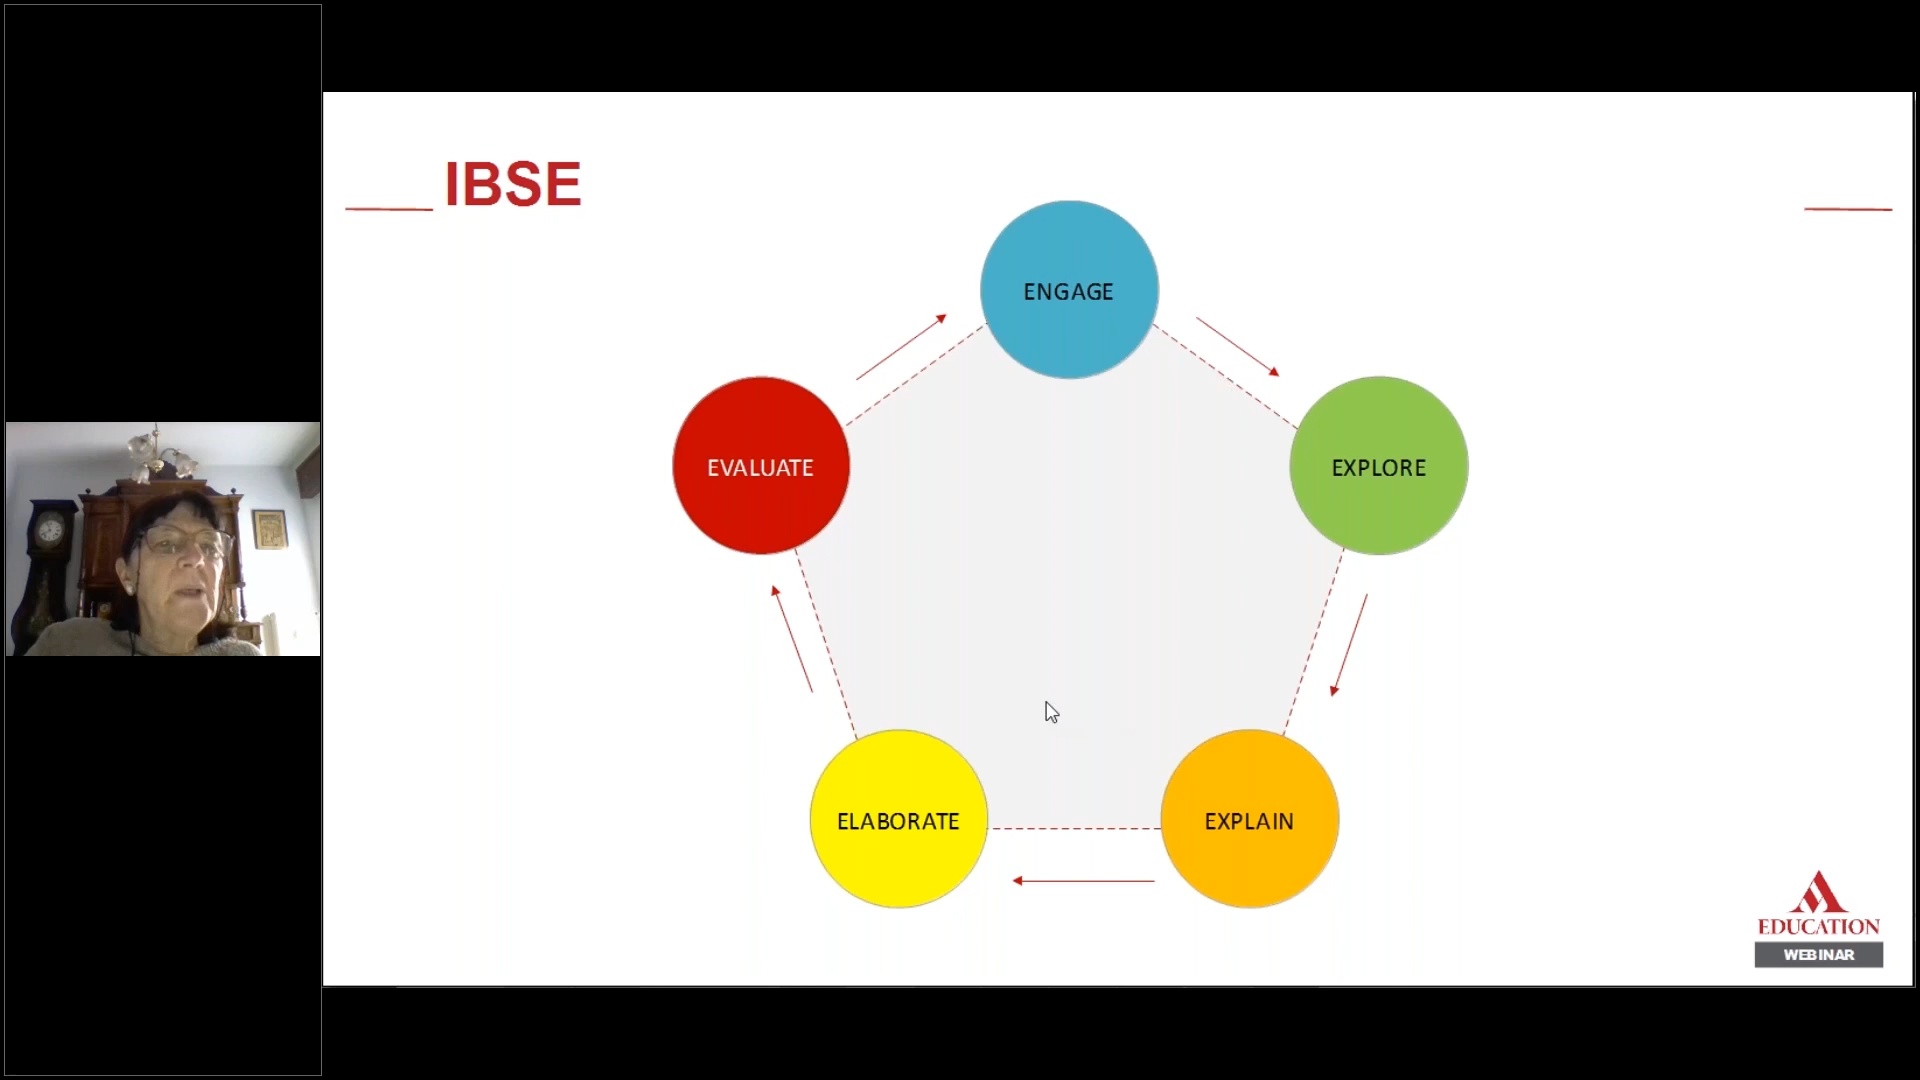 IBSE
ENGAGE
EVALUATE
EXPLORE
ELABORATE
EXPLAIN
EDUCATION
WEBINAR